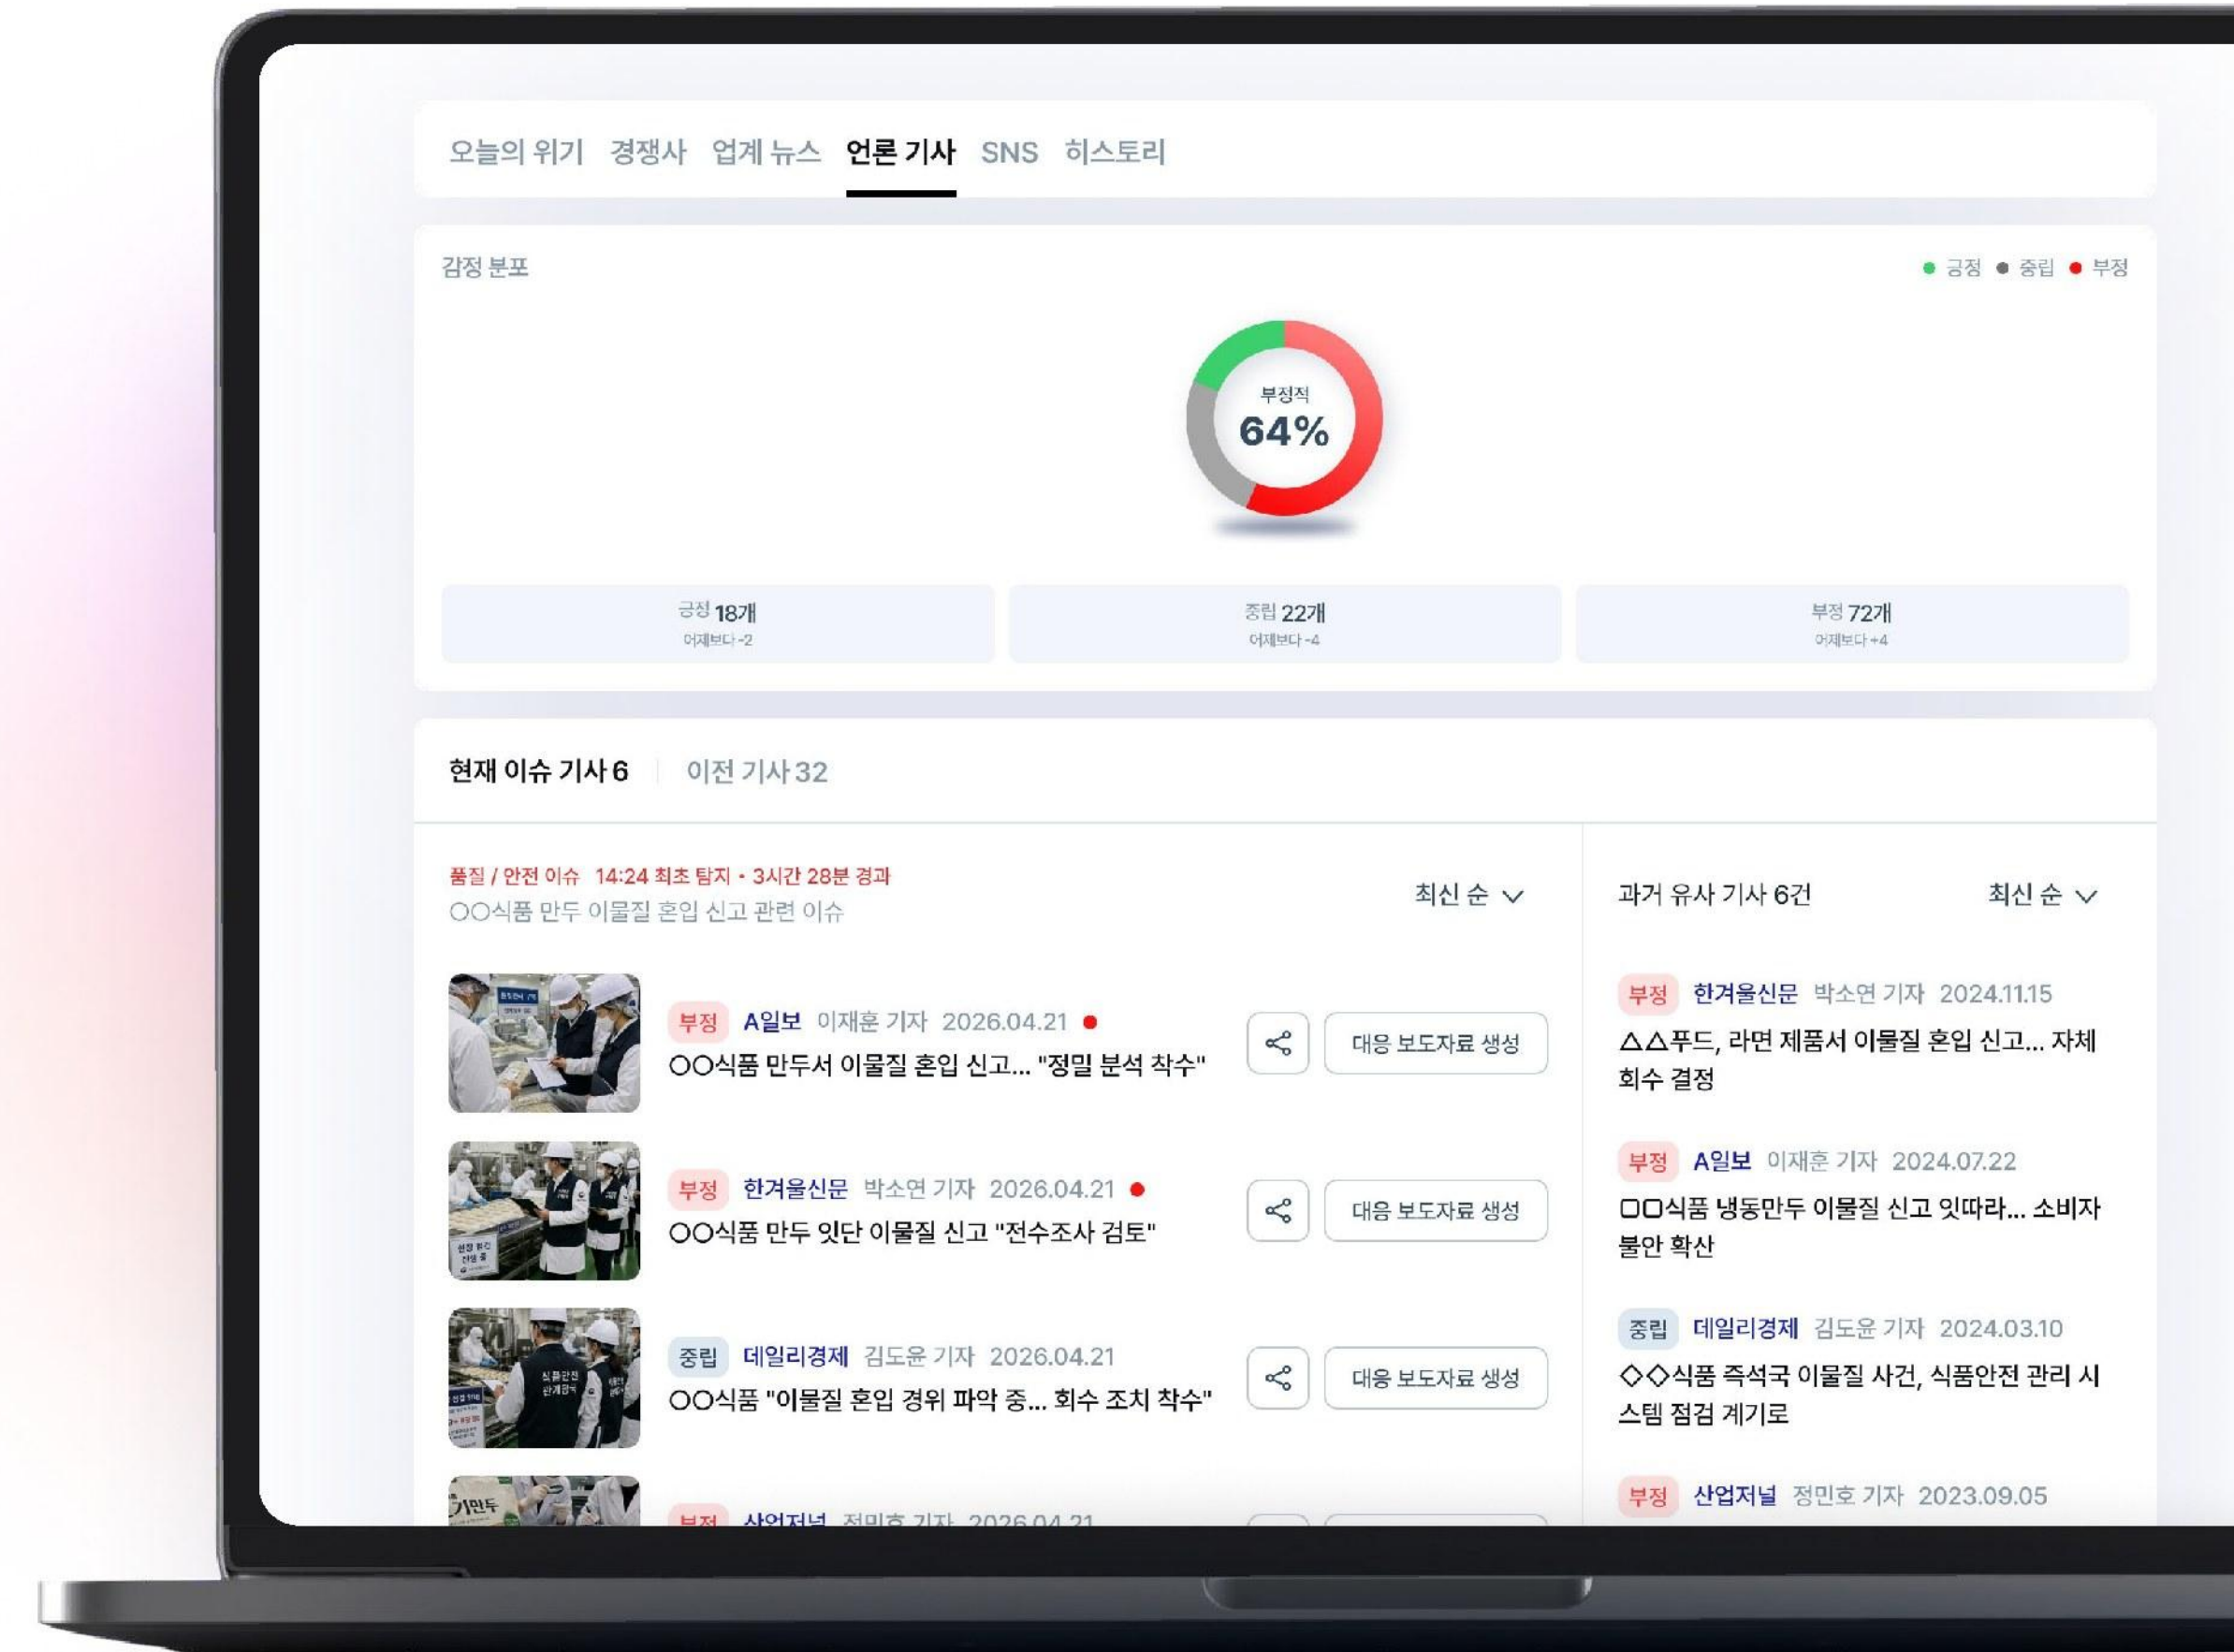 오늘의 위기 경쟁사 업계 뉴스 언론 기사 SNS 히스토리
감정 분포
긍정 중립 부정
부정적
64%
긍정 18개
어제보다 -2
중립 22개
어제보다 -4
부정 72개
어제보다 +4
현재 이슈 기사 6 이전 기사 32
품질 / 안전 이슈 14:24 최초 탐지 • 3시간 28분 경과
○○식품 만두 이물질 혼입 신고 관련 이슈
최신 순
부정 A일보 이재훈 기자 2026.04.21
○○식품 만두서 이물질 혼입 신고... "정밀 분석 착수"
대응 보도자료 생성
부정 한겨울신문 박소연 기자 2026.04.21
○○식품 만두 잇단 이물질 신고 "전수조사 검토"
대응 보도자료 생성
중립 데일리경제 김도윤 기자 2026.04.21
○○식품 "이물질 혼입 경위 파악 중... 회수 조치 착수"
대응 보도자료 생성
기만두
부정 산업저널 정민호 기자 2026.04.21
과거 유사 기사 6건
최신 순
부정 한겨울신문 박소연 기자 2024.11.15
△△푸드, 라면 제품서 이물질 혼입 신고... 자체
회수 결정
부정 A일보 이재훈 기자 2024.07.22
□□식품 냉동만두 이물질 신고 잇따라... 소비자
불안 확산
중립 데일리경제 김도윤 기자 2024.03.10
◇◇식품 즉석국 이물질 사건, 식품안전 관리 시
스템 점검 계기로
부정 산업저널 정민호 기자 2023.09.05